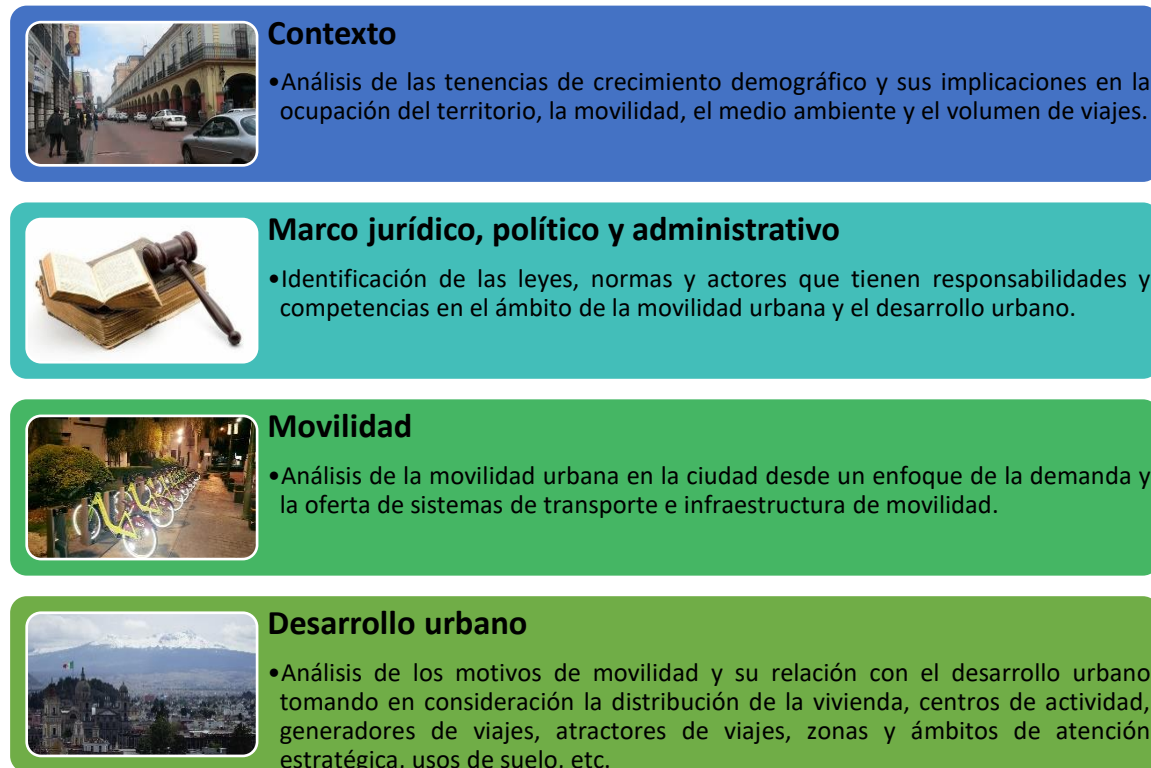 Contexto
•Análisis de las tenencias de crecimiento demográfico y sus implicaciones en la
ocupación del territorio, la movilidad, el medio ambiente y el volumen de viajes.
Marco jurídico, político y administrativo
•Identificación de las leyes, normas y actores que tienen responsabilidades y
competencias en el ámbito de la movilidad urbana y el desarrollo urbano.
Movilidad
•Análisis de la movilidad urbana en la ciudad desde un enfoque de la demanda y
la oferta de sistemas de transporte e infraestructura de movilidad.
Desarrollo urbano
•Análisis de los motivos de movilidad y su relación con el desarrollo urbano
tomando en consideración la distribución de la vivienda, centros de actividad,
generadores de viajes, atractores de viajes, zonas y ámbitos de atención
estratégica, usos de suelo, etc.